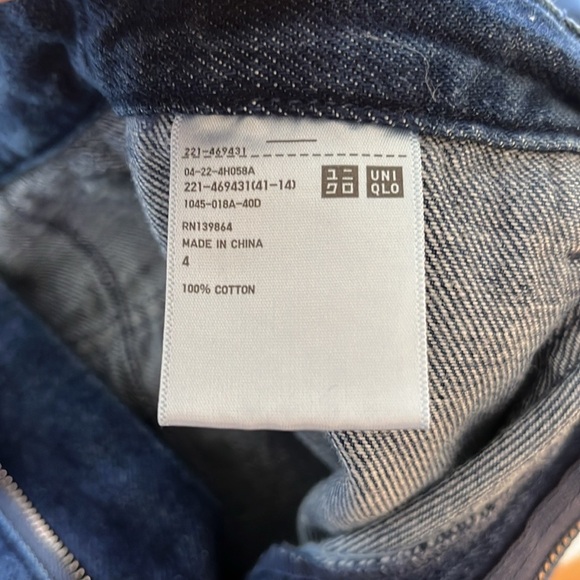 221-469431
04-22-4H058A
221-469431(41-14)
1045-018A-40D
ユニ
クロ
UNI
QLO
RN139864
MADE IN CHINA
4
100% COTTON